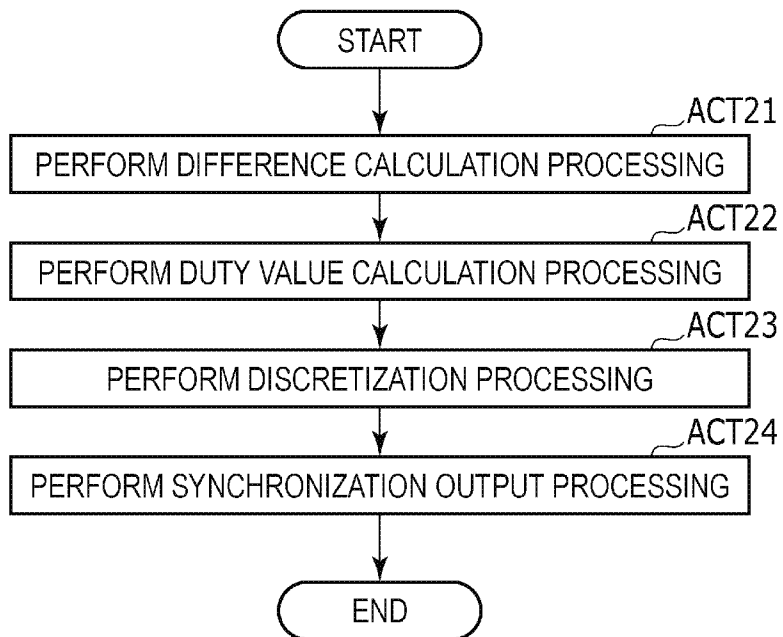 START
ACT21
PERFORM DIFFERENCE CALCULATION PROCESSING
ACT22
PERFORM DUTY VALUE CALCULATION PROCESSING
ACT23
PERFORM DISCRETIZATION PROCESSING
ACT24
PERFORM SYNCHRONIZATION OUTPUT PROCESSING
END